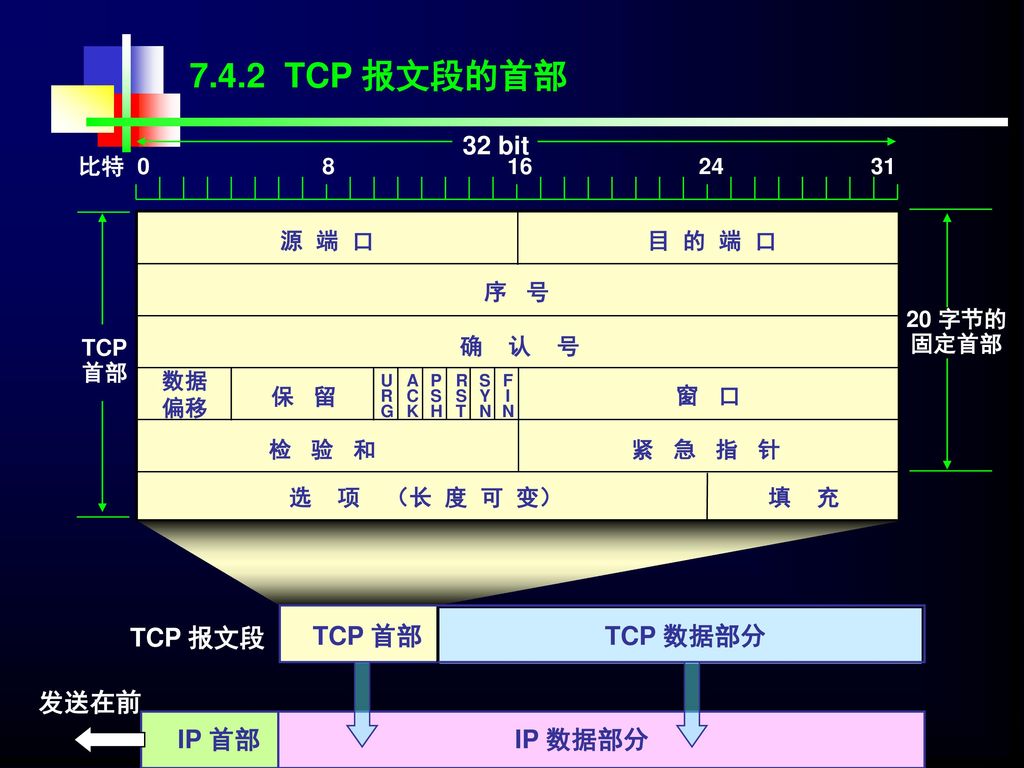 7.4.2 TCP 报文段的首部
32 bit
比特 0 8 16 24 31
源 端 口 目 的 端 口
序 号
确 认 号
TCP
首部
20 字节的
固定首部
数据
偏移
保 留
URG
ACK
PSH
RST
SYN
FIN
窗 口
检 验 和 紧 急 指 针
选 项 （长 度 可 变） 填 充
TCP 报文段 TCP 首部 TCP 数据部分
发送在前
IP 首部 IP 数据部分